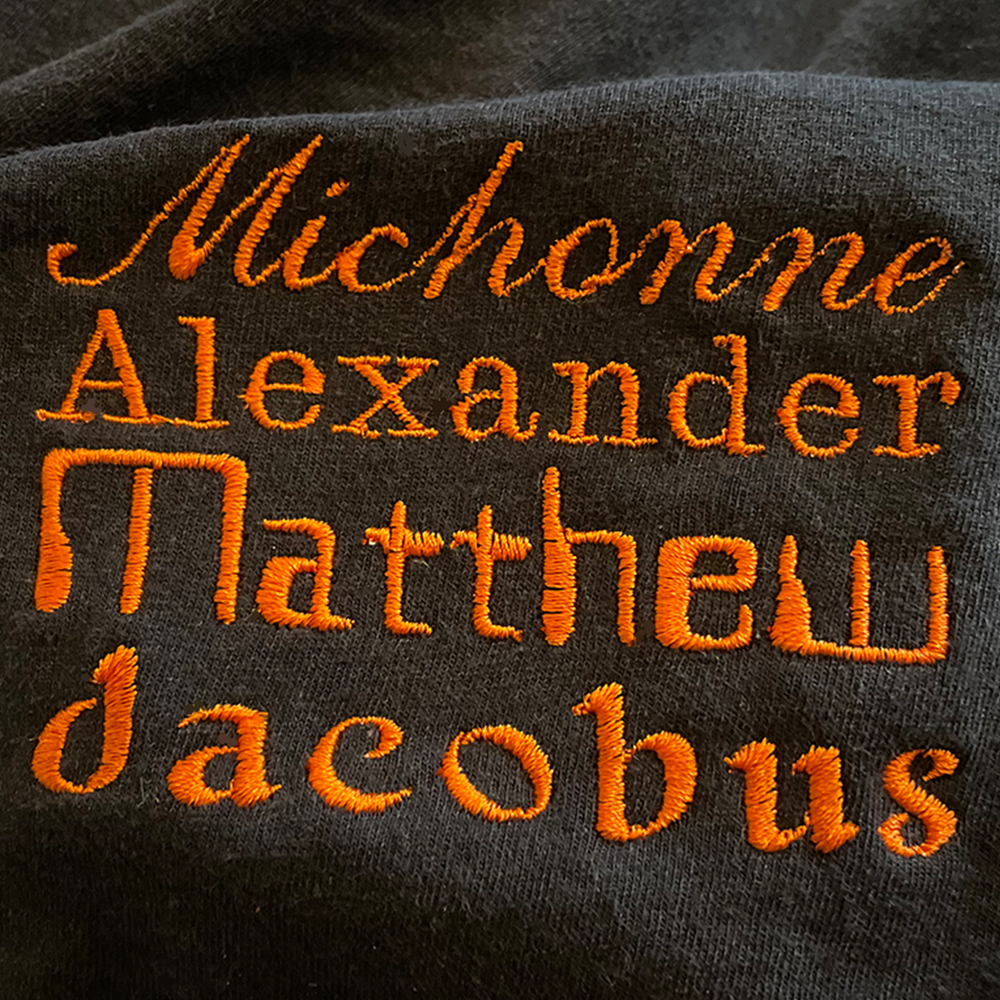 Michonne
Alexander
Matthew
Jacobus